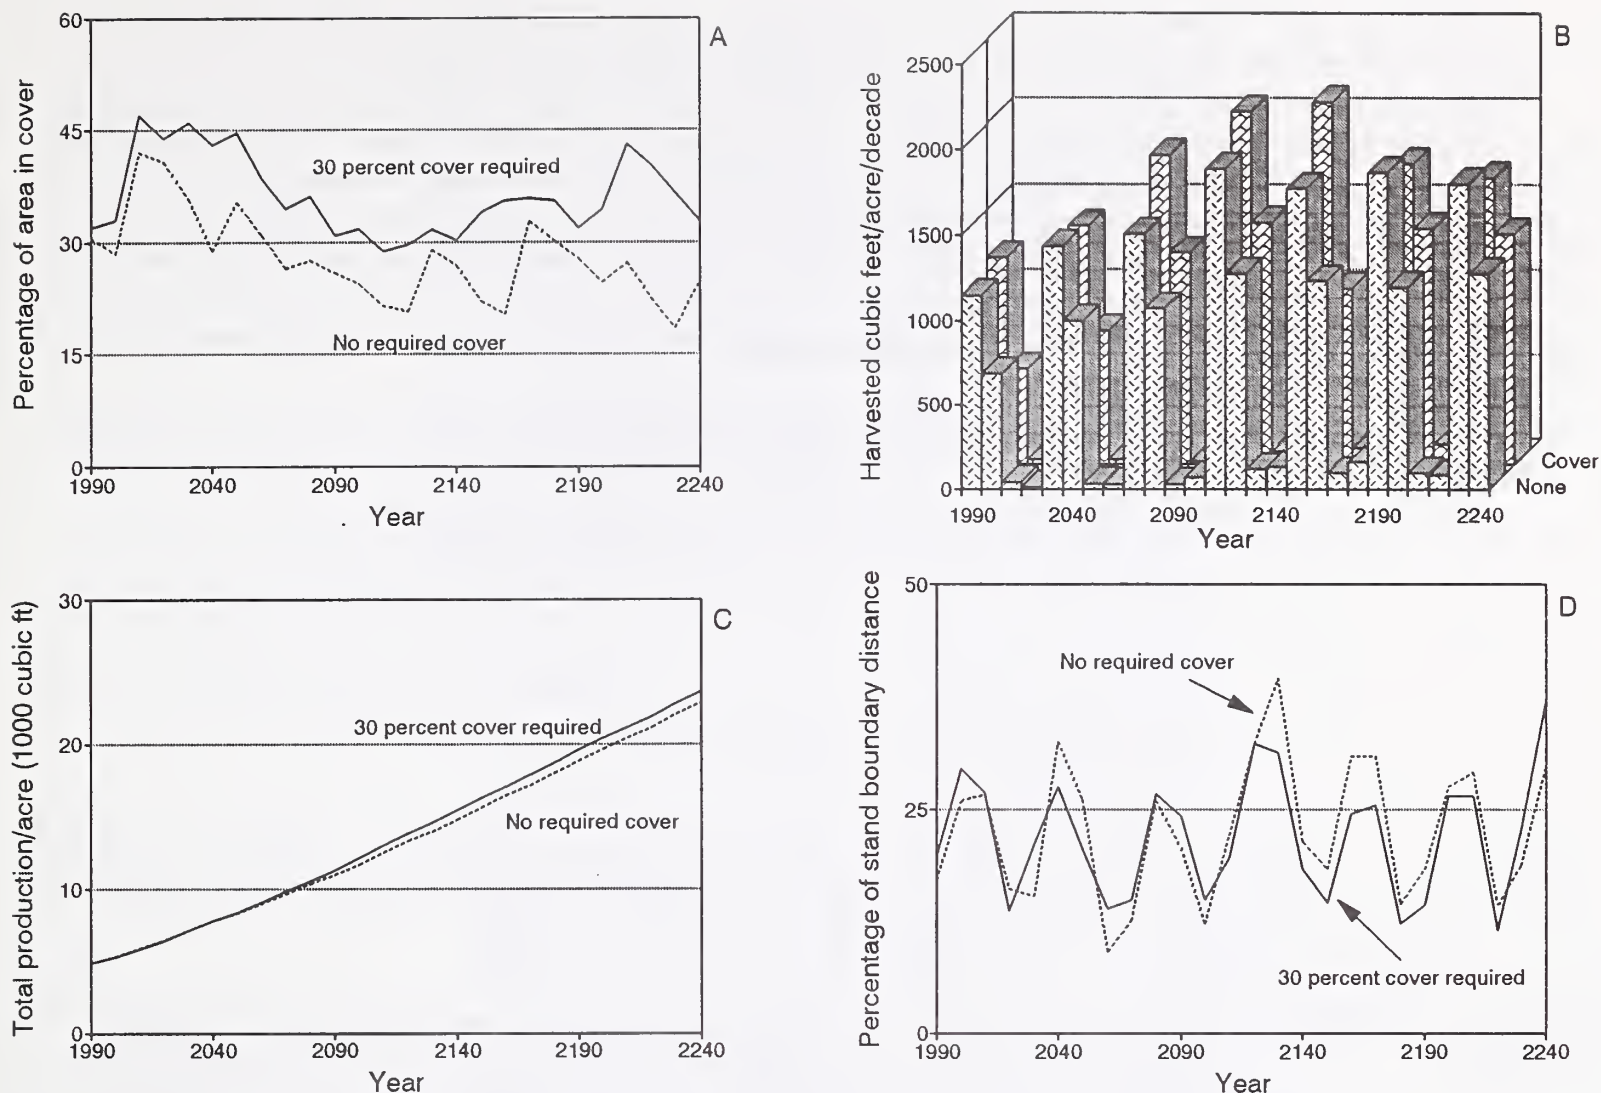 A
Percentage of area in cover
60
45
30
15
0
30 percent cover required
No required cover
1990 2040 2090 2140 2190 2240
Year
B
Harvested cubic feet/acre/decade
2500
2000
1500
1000
500
0
Cover
None
1990 2040 2090 2140 2190 2240
Year
C
Total production/acre (1000 cubic ft)
30
20
10
0
30 percent cover required
No required cover
1990 2040 2090 2140 2190 2240
Year
D
Percentage of stand boundary distance
50
25
0
No required cover
30 percent cover required
1990 2040 2090 2140 2190 2240
Year